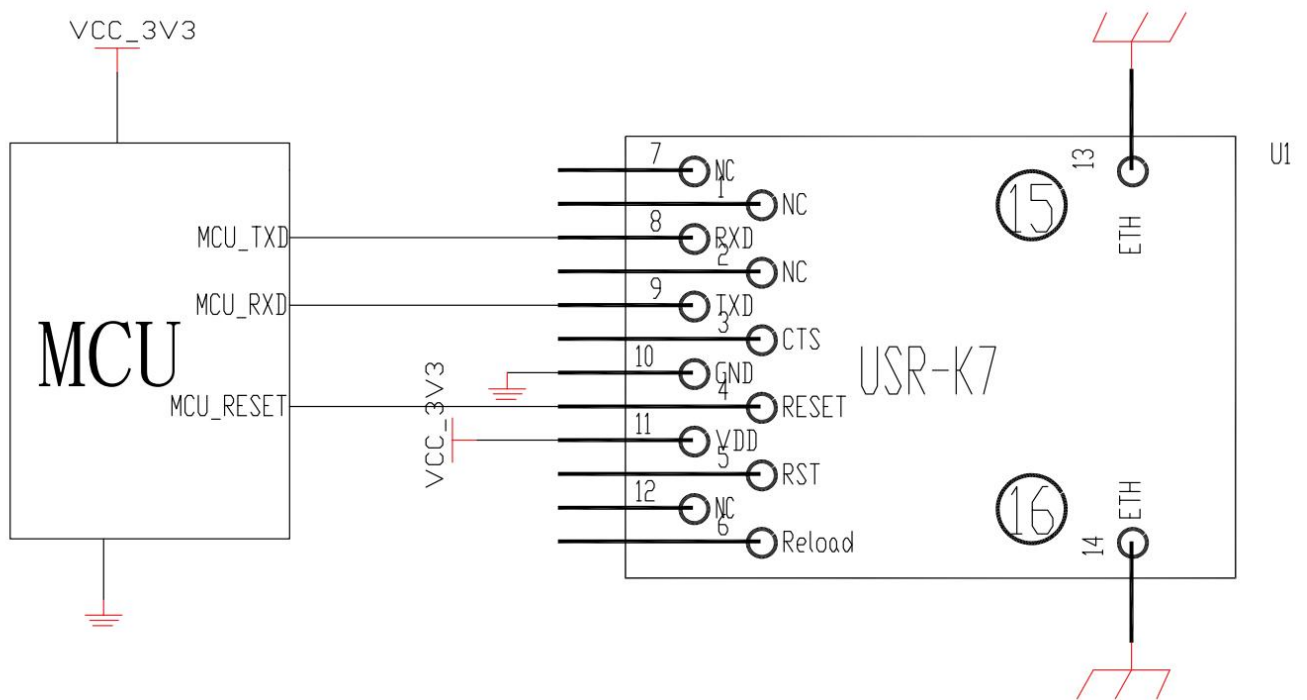 VCC_3V3
MCU
MCU_TXD
MCU_RXD
MCU_RESET
VCC_3V3
U1
USR-K7
7 NC
1 NC
8 RXD
2 NC
9 TXD
3 CTS
10 GND
4 RESET
11 VDD
5 RST
12 NC
6 Reload
15
13
ETH
16
ETH
14